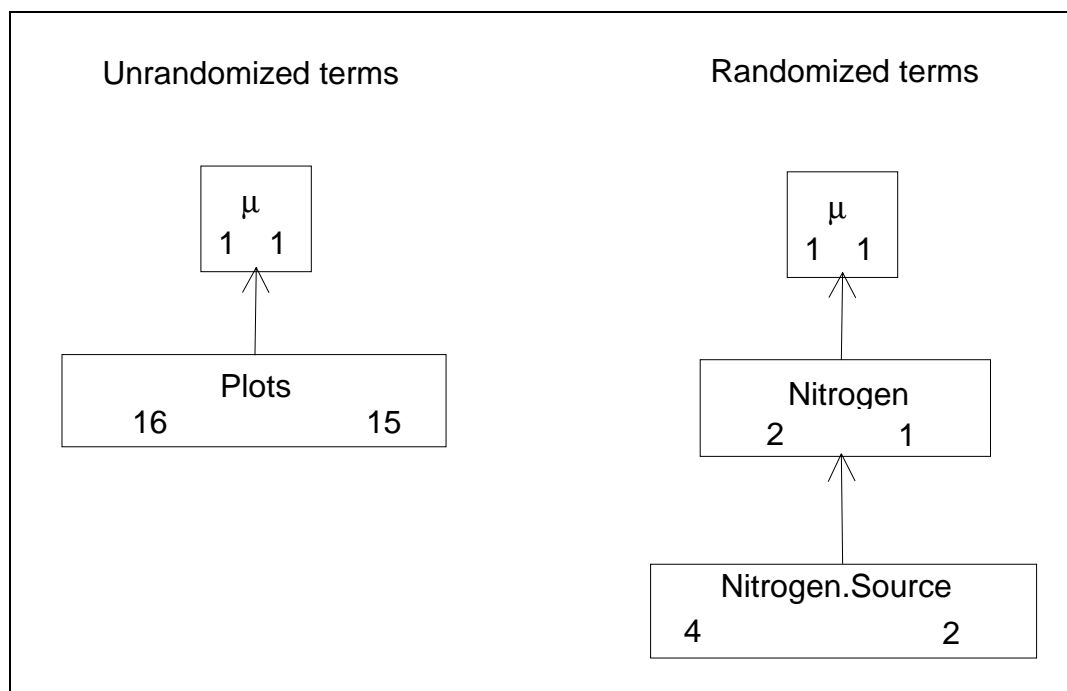 Unrandomized terms
μ
1 1
Plots
16 15
Randomized terms
μ
1 1
Nitrogen
2 1
Nitrogen.Source
4 2